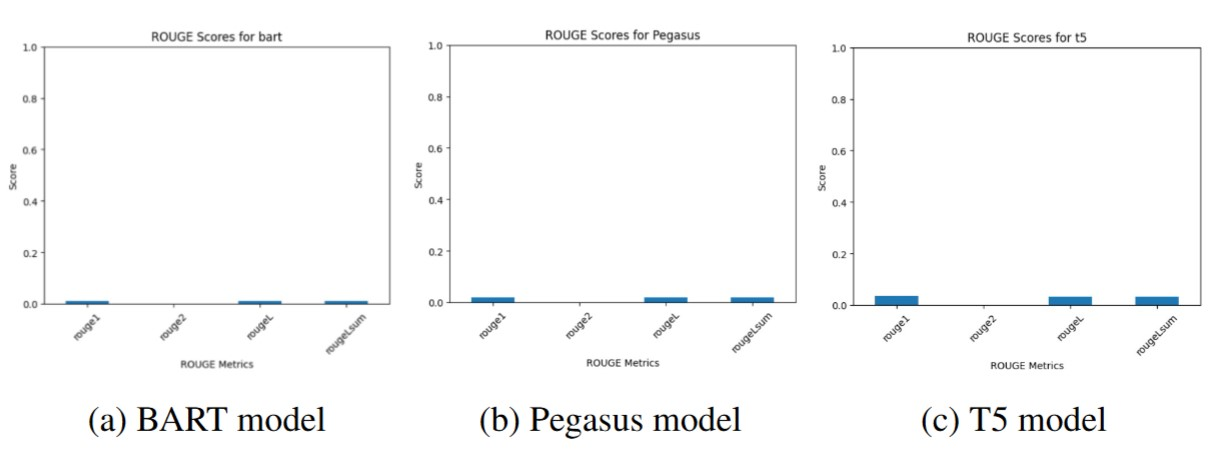 ROUGE Scores for bart
1.0
0.8
0.6
0.4
0.2
0.0
Score
rouge1
rouge2
rougeL
rougeLsum
ROUGE Metrics
(a) BART model
ROUGE Scores for Pegasus
1.0
0.8
0.6
0.4
0.2
0.0
Score
rouge1
rouge2
rougeL
rougeLsum
ROUGE Metrics
(b) Pegasus model
ROUGE Scores for t5
1.0
0.8
0.6
0.4
0.2
0.0
Score
rouge1
rouge2
rougeL
rougeLsum
ROUGE Metrics
(c) T5 model